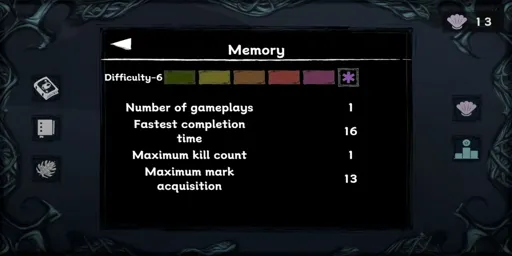 13
Memory
Difficulty-6
Number of gameplays 1
Fastest completion
time 16
Maximum kill count 1
Maximum mark
acquisition 13